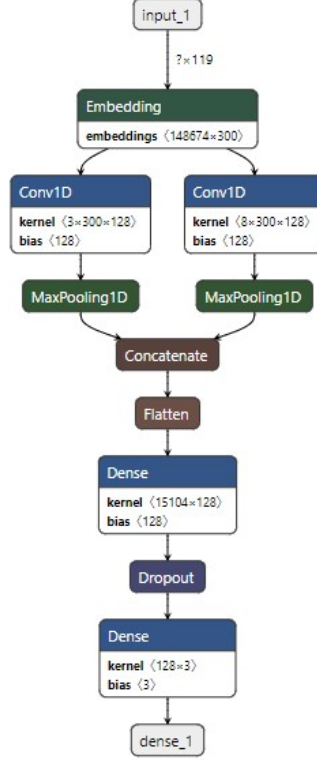 input_1
?×119
Embedding
embeddings ⟨148674×300⟩
Conv1D
kernel ⟨3×300×128⟩
bias ⟨128⟩
Conv1D
kernel ⟨8×300×128⟩
bias ⟨128⟩
MaxPooling1D
MaxPooling1D
Concatenate
Flatten
Dense
kernel ⟨15104×128⟩
bias ⟨128⟩
Dropout
Dense
kernel ⟨128×3⟩
bias ⟨3⟩
dense_1